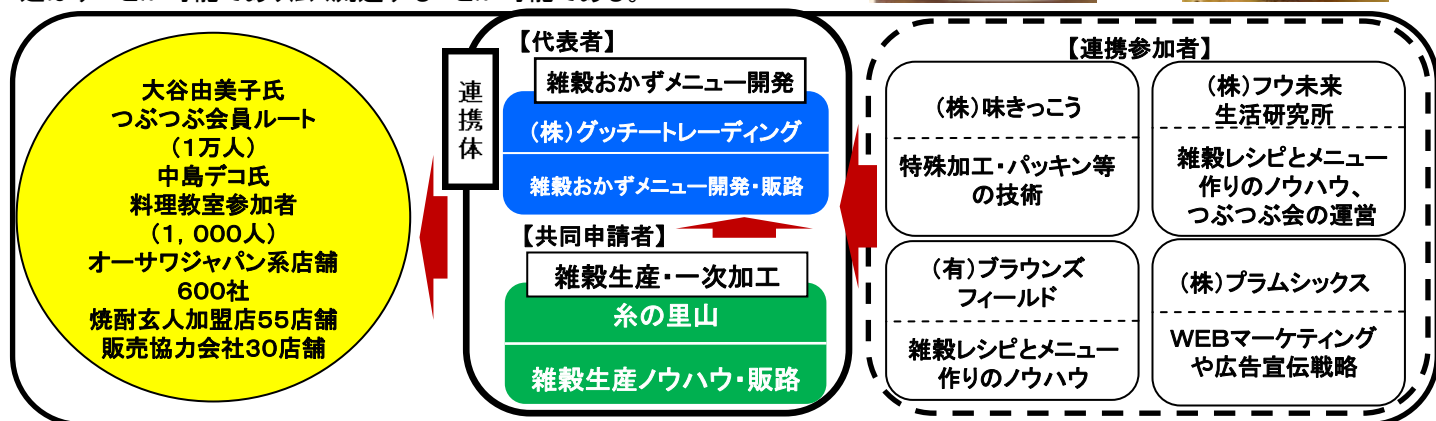 大谷由美子氏
つぶつぶ会員ルート
(1万人)
中島デコ氏
料理教室参加者
(1,000人)
オーサワジャパン系店舗
600社
焼酎玄人加盟店55店舗
販売協力会社30店舗
連携体
【代表者】
雑穀おかずメニュー開発
(株)グッチートレーディング
雑穀おかずメニュー開発・販路
【共同申請者】
雑穀生産・一次加工
糸の里山
雑穀生産ノウハウ・販路
【連携参加者】
(株)味きっこう
特殊加工・パッキン等
の技術
(株)フウ未来
生活研究所
雑穀レシピとメニュー
作りのノウハウ、
つぶつぶ会の運営
(有)ブラウンズ
フィールド
雑穀レシピとメニュー
作りのノウハウ
(株)プラムシックス
WEBマーケティング
や広告宣伝戦略